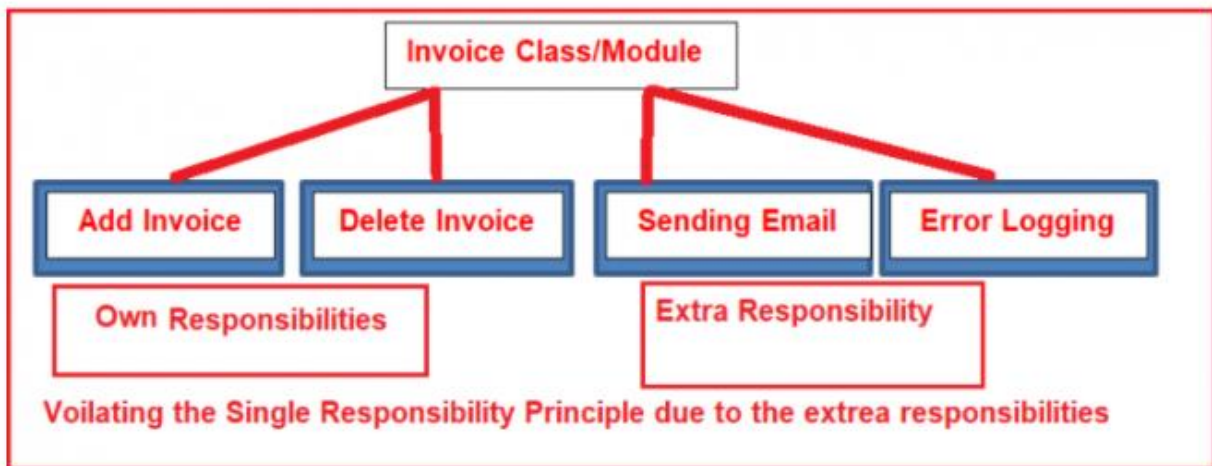 Invoice Class/Module
Add Invoice
Delete Invoice
Sending Email
Error Logging
Own Responsibilities
Extra Responsibility
Voilating the Single Responsibility Principle due to the extrea responsibilities